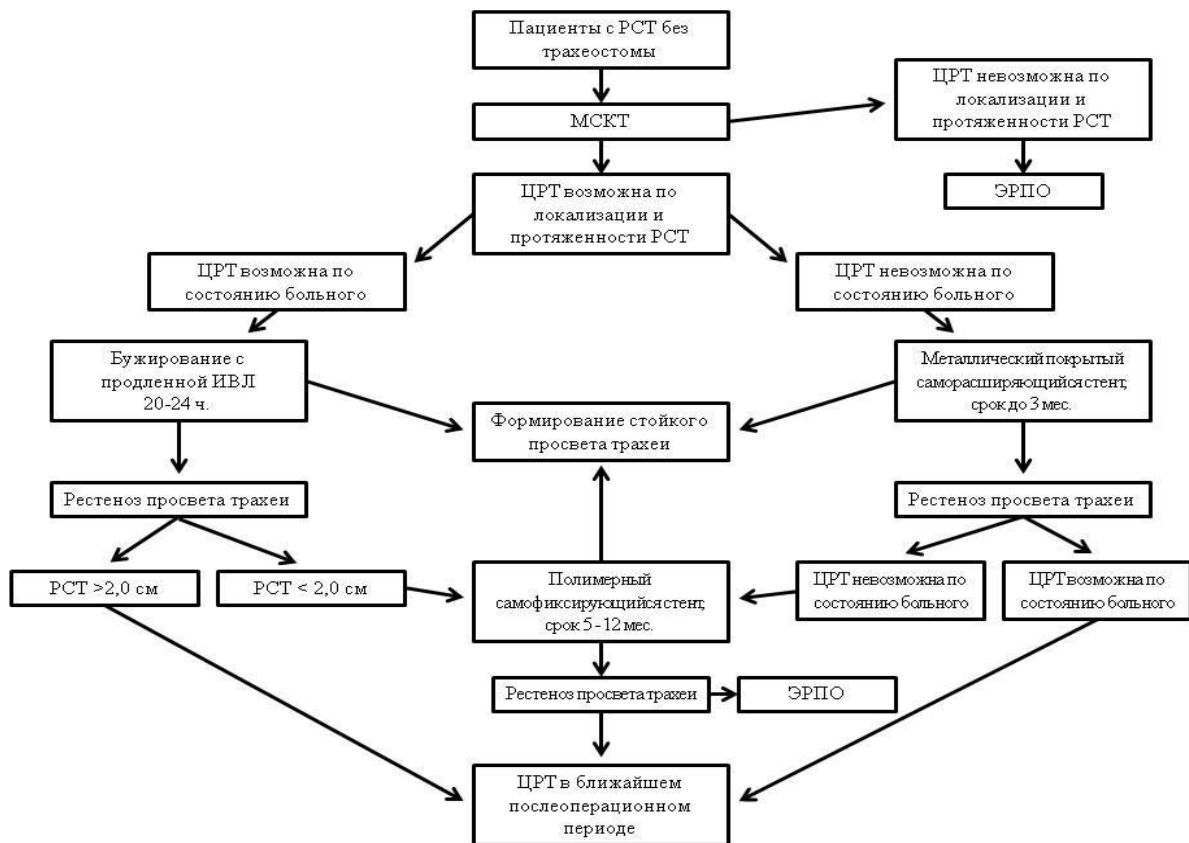 Пациенты с РСТ без
трахеостомы
МСКТ
ЦРТ невозможна по
локализации и
протяженности РСТ
ЭРПО
ЦРТ возможна по
локализации и
протяженности РСТ
ЦРТ возможна по
состоянию больного
ЦРТ невозможна по
состоянию больного
Бужирование с
продленной ИВЛ
20-24 ч.
Формирование стойкого
просвета трахеи
Металлический покрытый
саморасширяющийся стент,
срок до 3 мес.
Рестеноз просвета трахеи
Рестеноз просвета трахеи
РСТ >2,0 см
РСТ < 2,0 см
Полимерный
самофиксирующийся стент,
срок 5 - 12 мес.
ЦРТ невозможна по
состоянию больного
ЦРТ возможна по
состоянию больного
Рестеноз просвета трахеи
ЭРПО
ЦРТ в ближайшем
послеоперационном
периоде